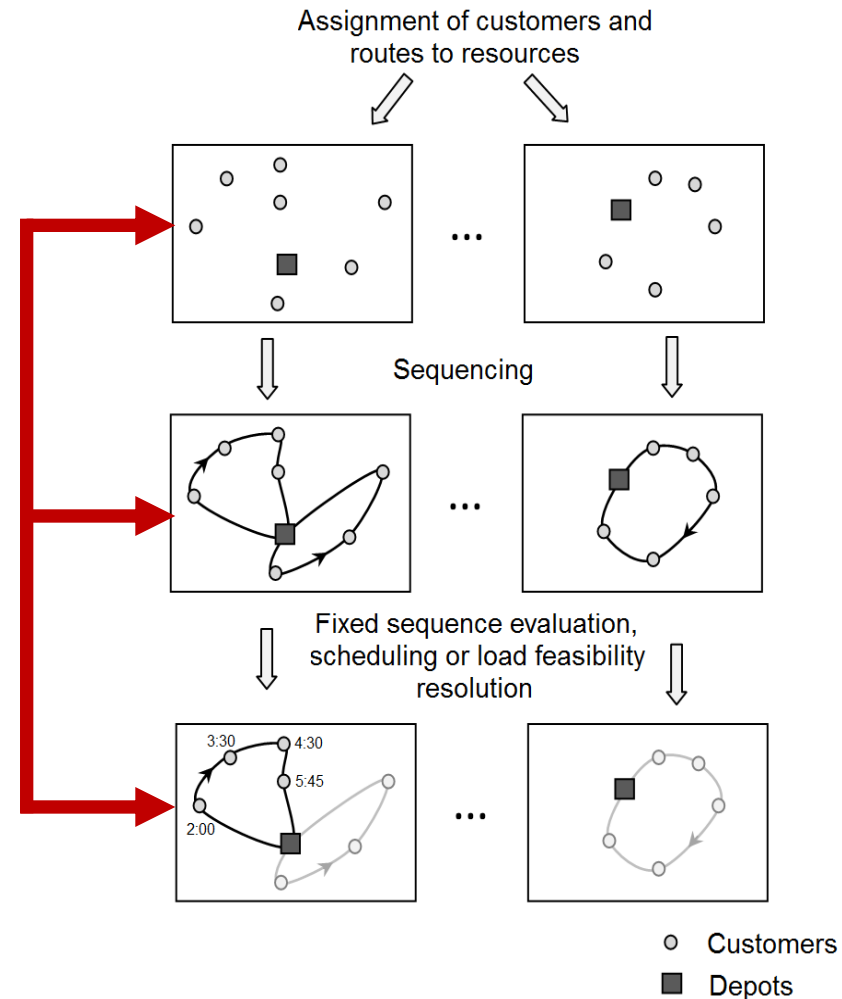 Assignment of customers and
routes to resources
...
Sequencing
...
Fixed sequence evaluation,
scheduling or load feasibility
resolution
3:30
4:30
5:45
2:00
...
Customers
Depots